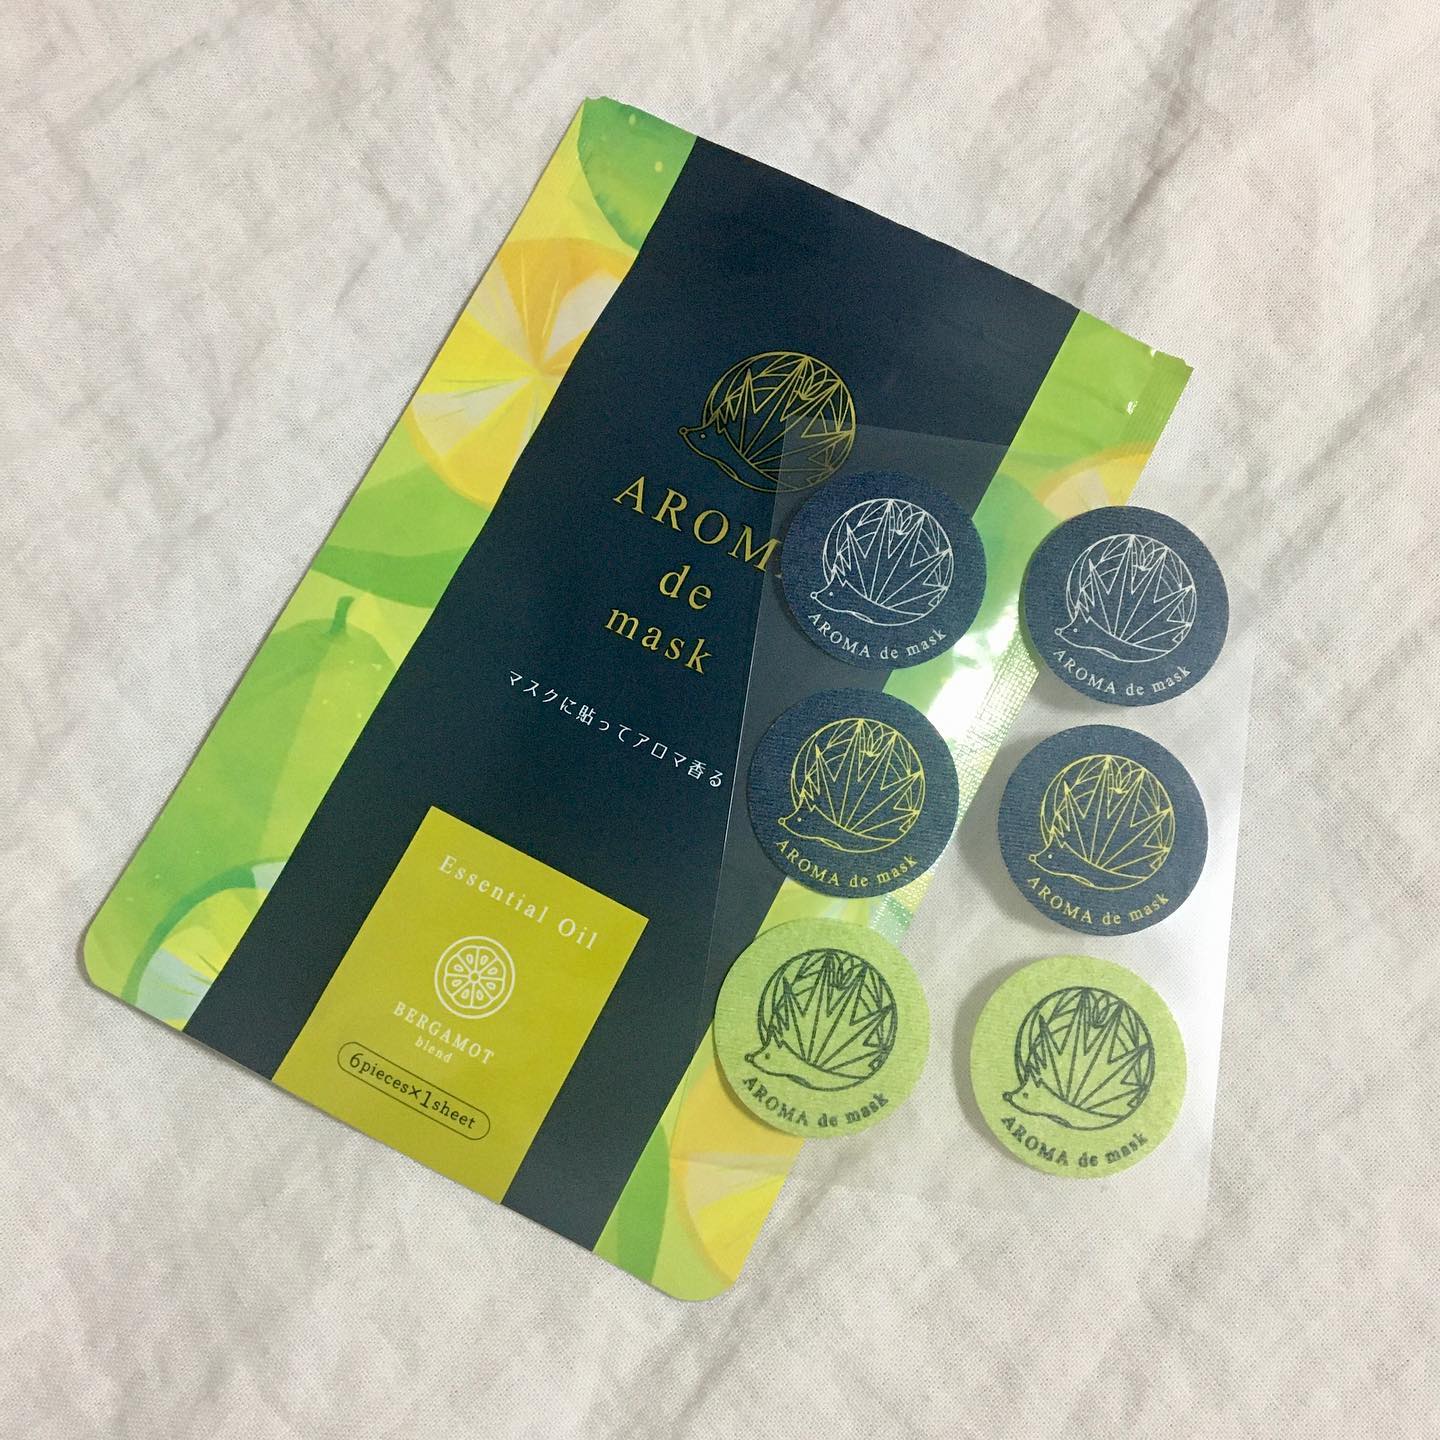 AROMA
de
mask
マスクに貼ってアロマ香る
Essential Oil
BERGAMOT
blend
6pieces×1sheet
AROMA de mask
AROMA de mask
AROMA de mask
AROMA de mask
AROMA de mask
AROMA de mask